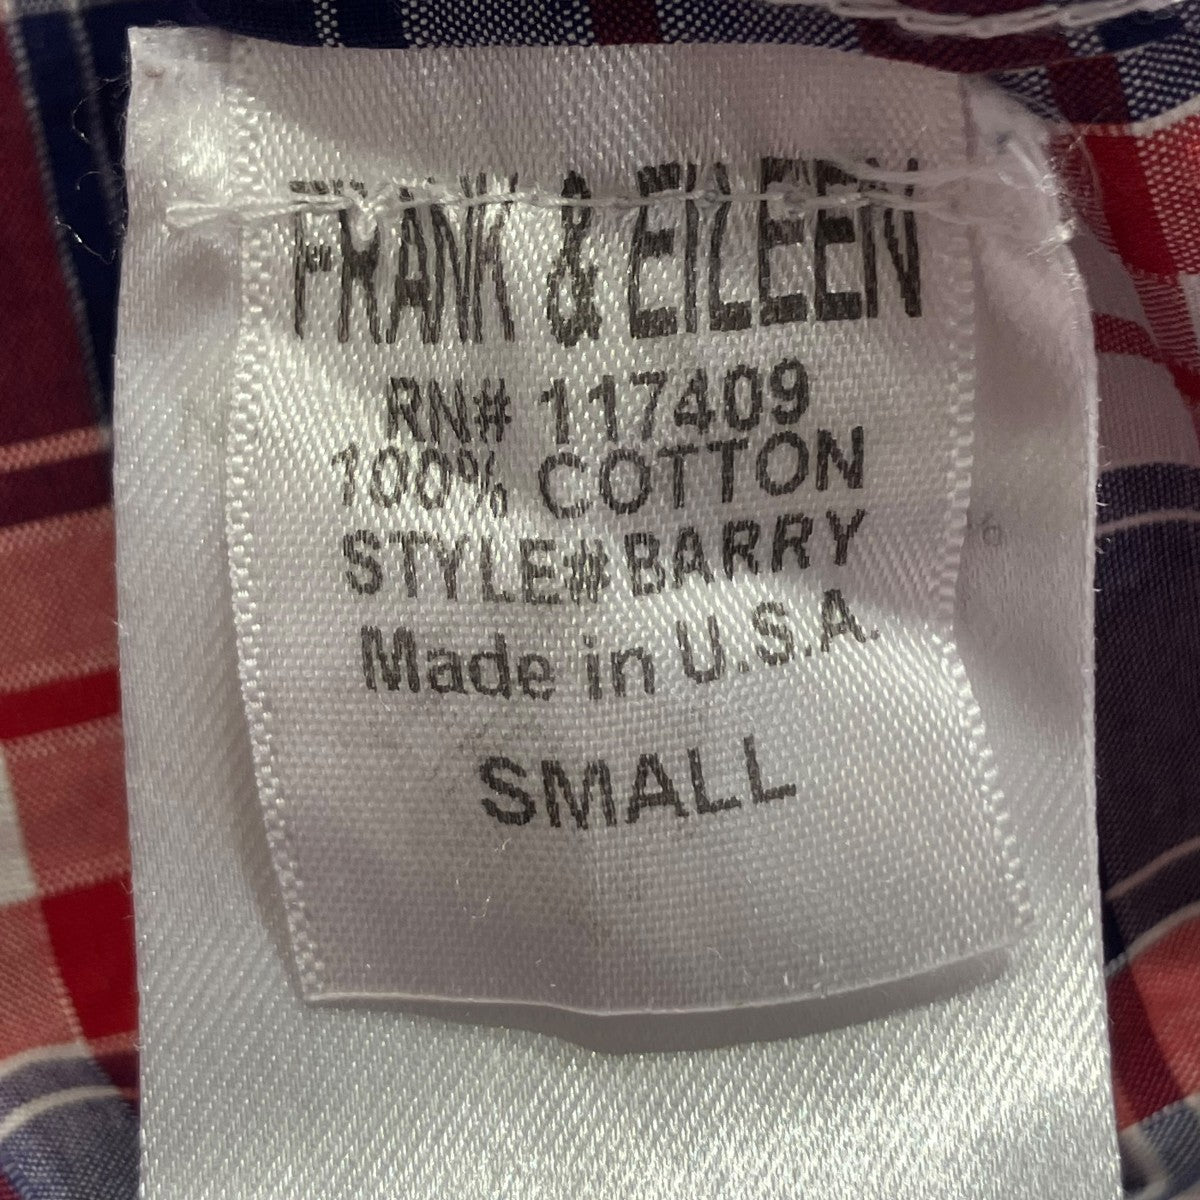 FRANK & EILEEN
RN# 117409
100% COTTON
STYLE# BARRY
Made in U.S.A.
SMALL